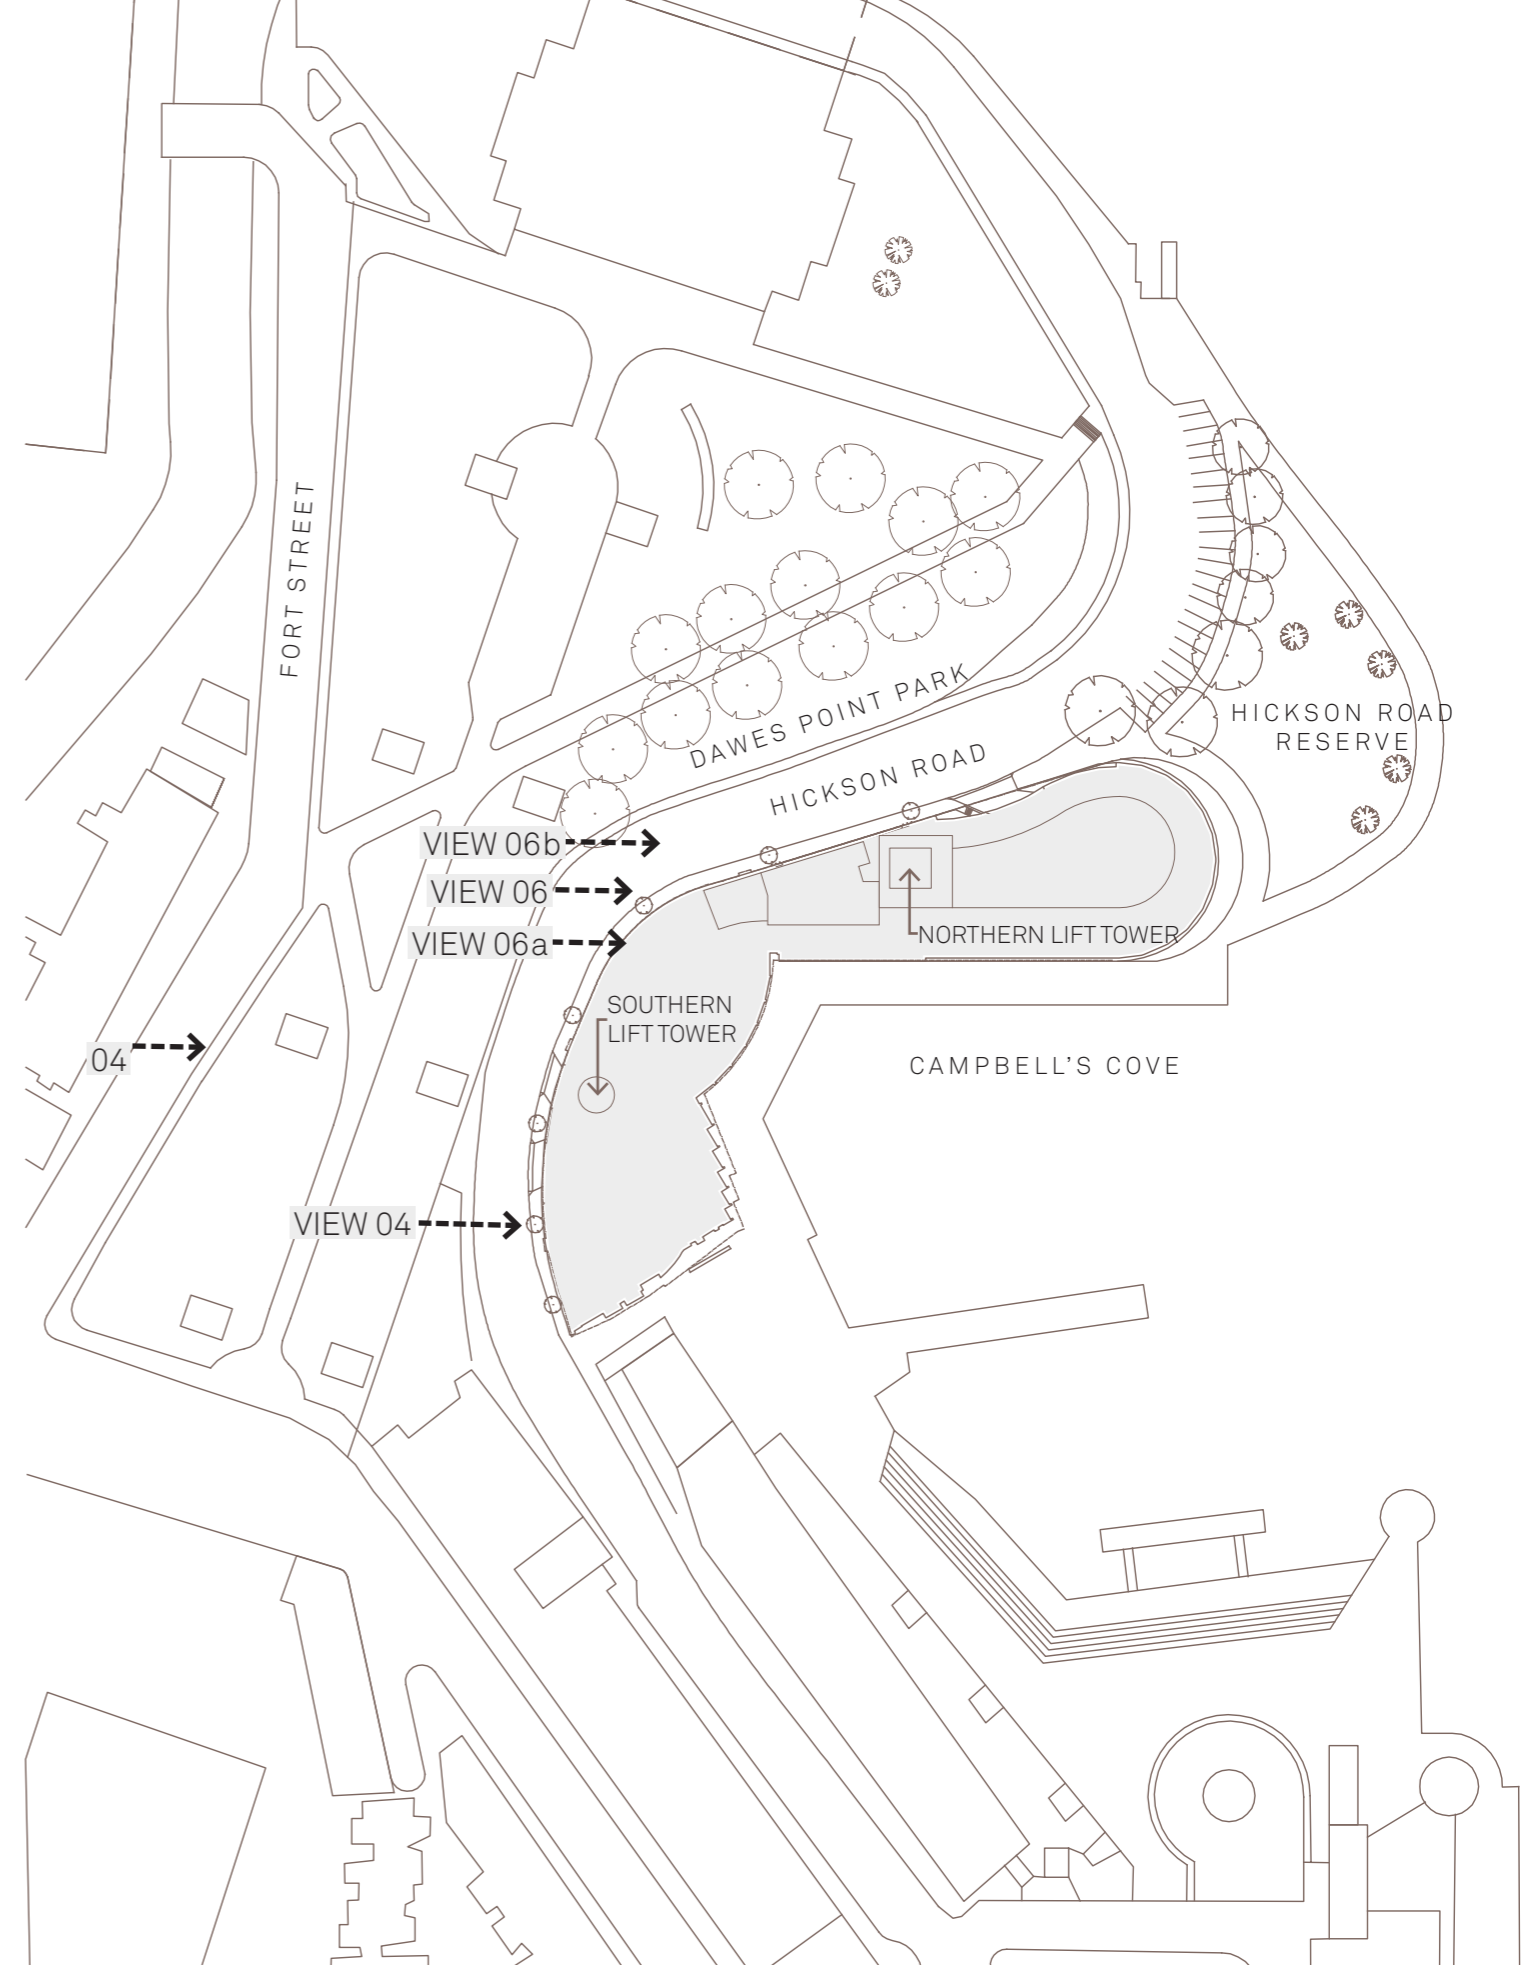 FORT STREET
DAWES POINT PARK
HICKSON ROAD
HICKSON ROAD
RESERVE
VIEW 06b
VIEW 06
VIEW 06a
NORTHERN LIFT TOWER
SOUTHERN
LIFT TOWER
04
CAMPBELL'S COVE
VIEW 04